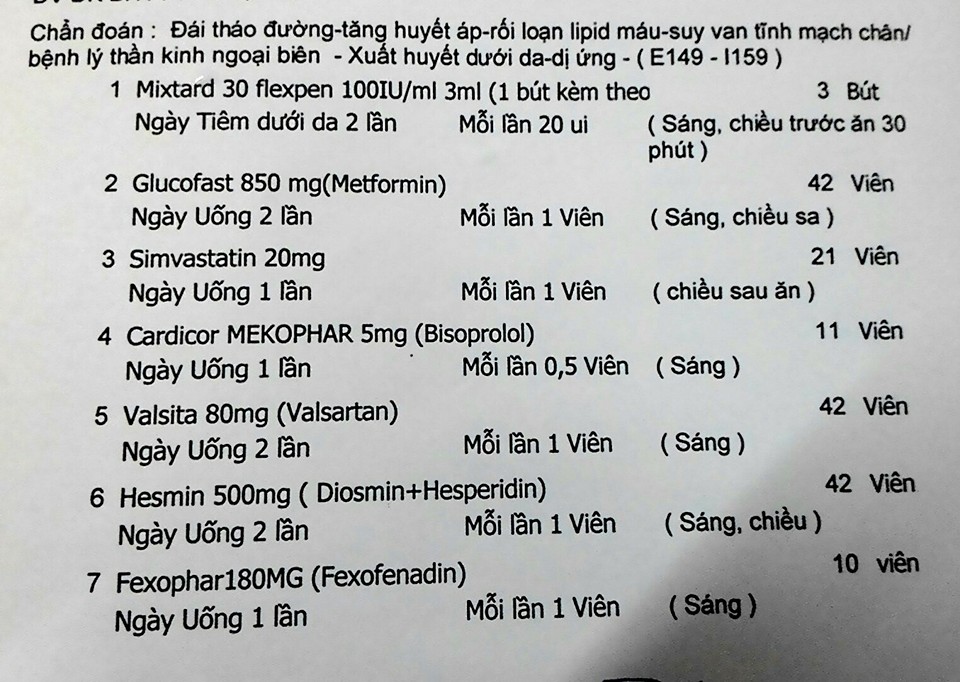 Chẩn đoán : Đái tháo đường-tăng huyết áp-rối loạn lipid máu-suy van tĩnh mạch chân/
bệnh lý thần kinh ngoại biên - Xuất huyết dưới da-dị ứng - ( E149 - I159 )
1 Mixtard 30 flexpen 100IU/ml 3ml (1 bút kèm theo 3 Bút
Ngày Tiêm dưới da 2 lần Mỗi lần 20 ui ( Sáng, chiều trước ăn 30
phút )
2 Glucofast 850 mg(Metformin) 42 Viên
Ngày Uống 2 lần Mỗi lần 1 Viên ( Sáng, chiều sa )
3 Simvastatin 20mg 21 Viên
Ngày Uống 1 lần Mỗi lần 1 Viên ( chiều sau ăn )
4 Cardicor MEKOPHAR 5mg (Bisoprolol) 11 Viên
Ngày Uống 1 lần Mỗi lần 0,5 Viên ( Sáng )
5 Valsita 80mg (Valsartan) 42 Viên
Ngày Uống 2 lần Mỗi lần 1 Viên ( Sáng )
6 Hesmin 500mg ( Diosmin+Hesperidin) 42 Viên
Ngày Uống 2 lần Mỗi lần 1 Viên ( Sáng, chiều )
7 Fexophar180MG (Fexofenadin) 10 viên
Ngày Uống 1 lần Mỗi lần 1 Viên ( Sáng )